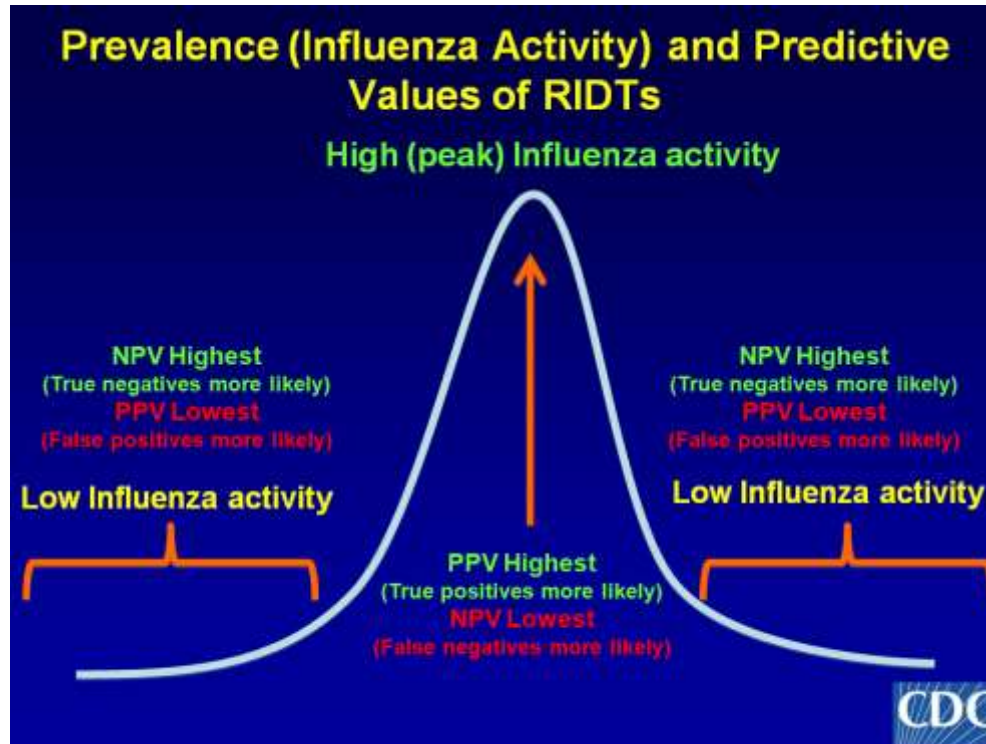 Prevalence (Influenza Activity) and Predictive
Values of RIDTs
High (peak) Influenza activity
NPV Highest
(True negatives more likely)
PPV Lowest
(False positives more likely)
Low Influenza activity
NPV Highest
(True negatives more likely)
PPV Lowest
(False positives more likely)
Low Influenza activity
PPV Highest
(True positives more likely)
NPV Lowest
(False negatives more likely)
CDC